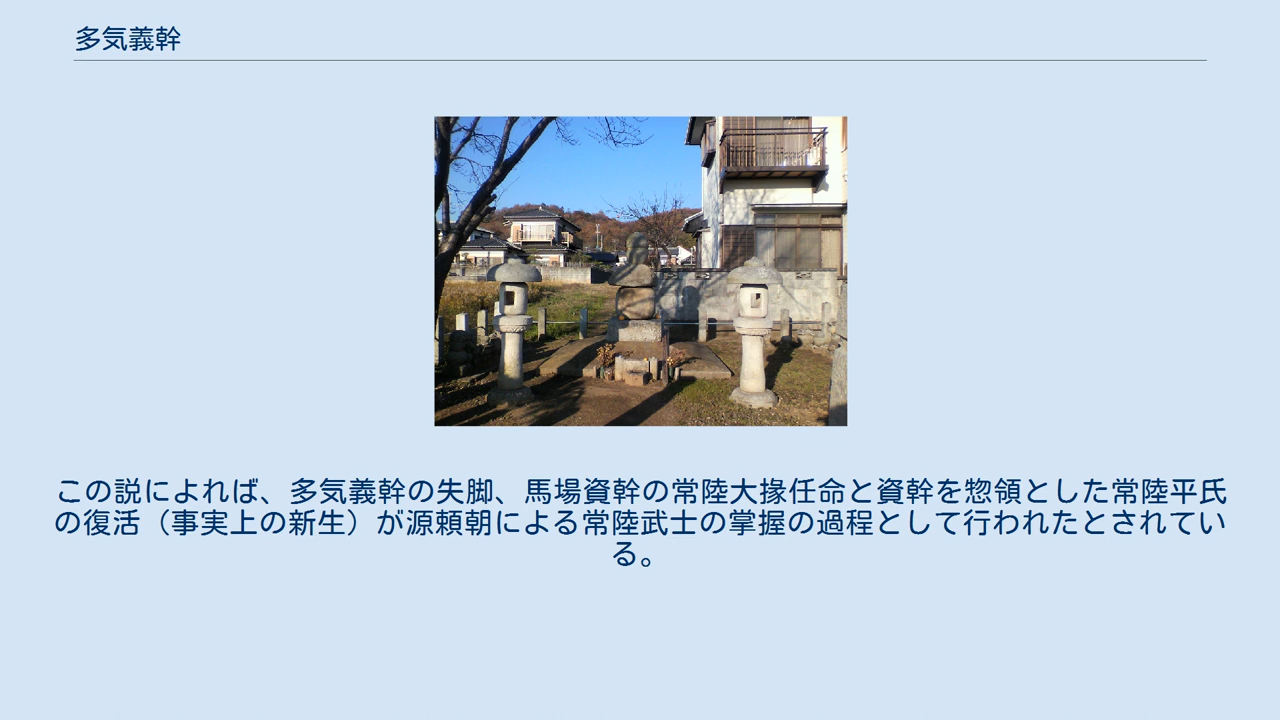 多気義幹
この説によれば、多気義幹の失脚、馬場資幹の常陸大掾任命と資幹を惣領とした常陸平氏
の復活（事実上の新生）が源頼朝による常陸武士の掌握の過程として行われたとされてい
る。